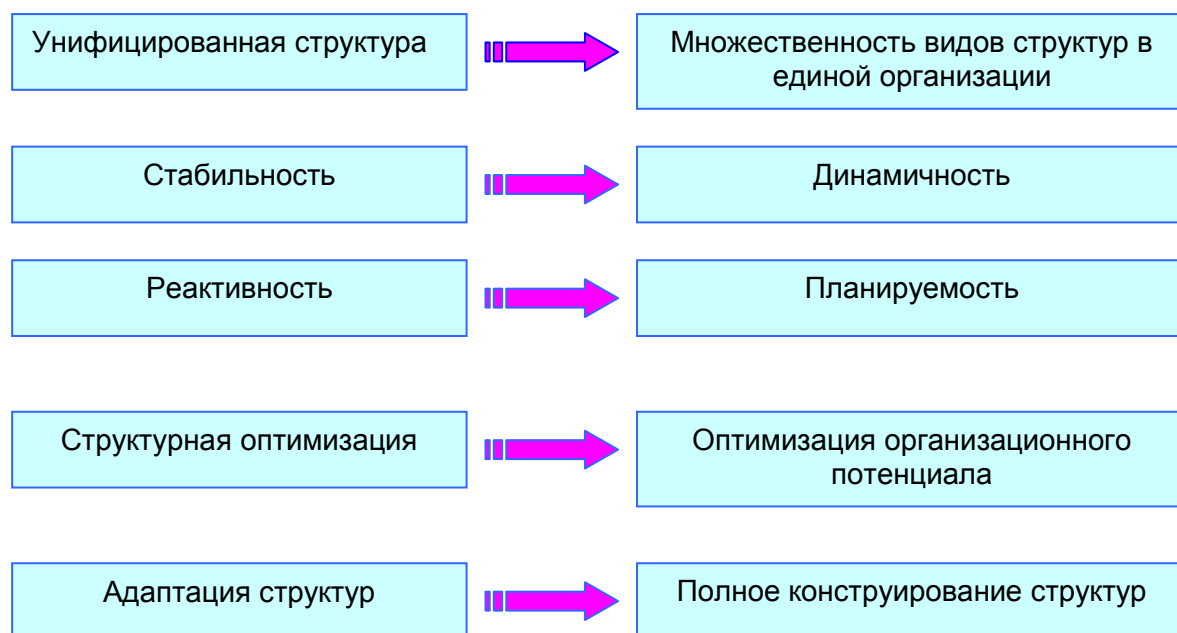 Унифицированная структура
Множественность видов структур в
единой организации
Стабильность
Динамичность
Реактивность
Планируемость
Структурная оптимизация
Оптимизация организационного
потенциала
Адаптация структур
Полное конструирование структур